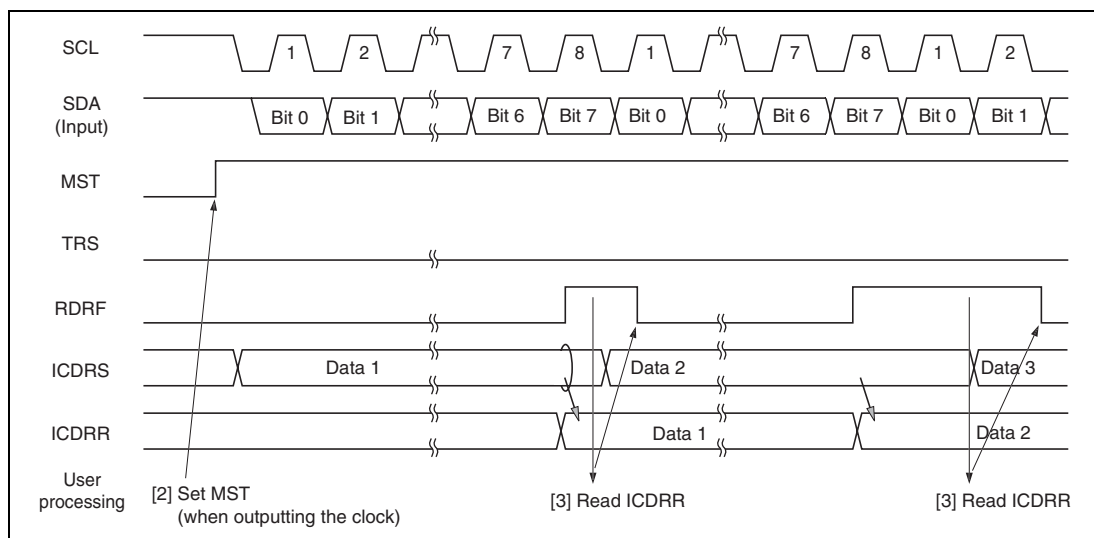 SCL 1 2 7 8 1 7 8 1 2
SDA
(Input)
Bit 0 Bit 1 Bit 6 Bit 7 Bit 0 Bit 6 Bit 7 Bit 0 Bit 1
MST
TRS
RDRF
ICDRS Data 1 Data 2 Data 3
ICDRR Data 1 Data 2
User
processing
[2] Set MST
(when outputting the clock)
[3] Read ICDRR
[3] Read ICDRR